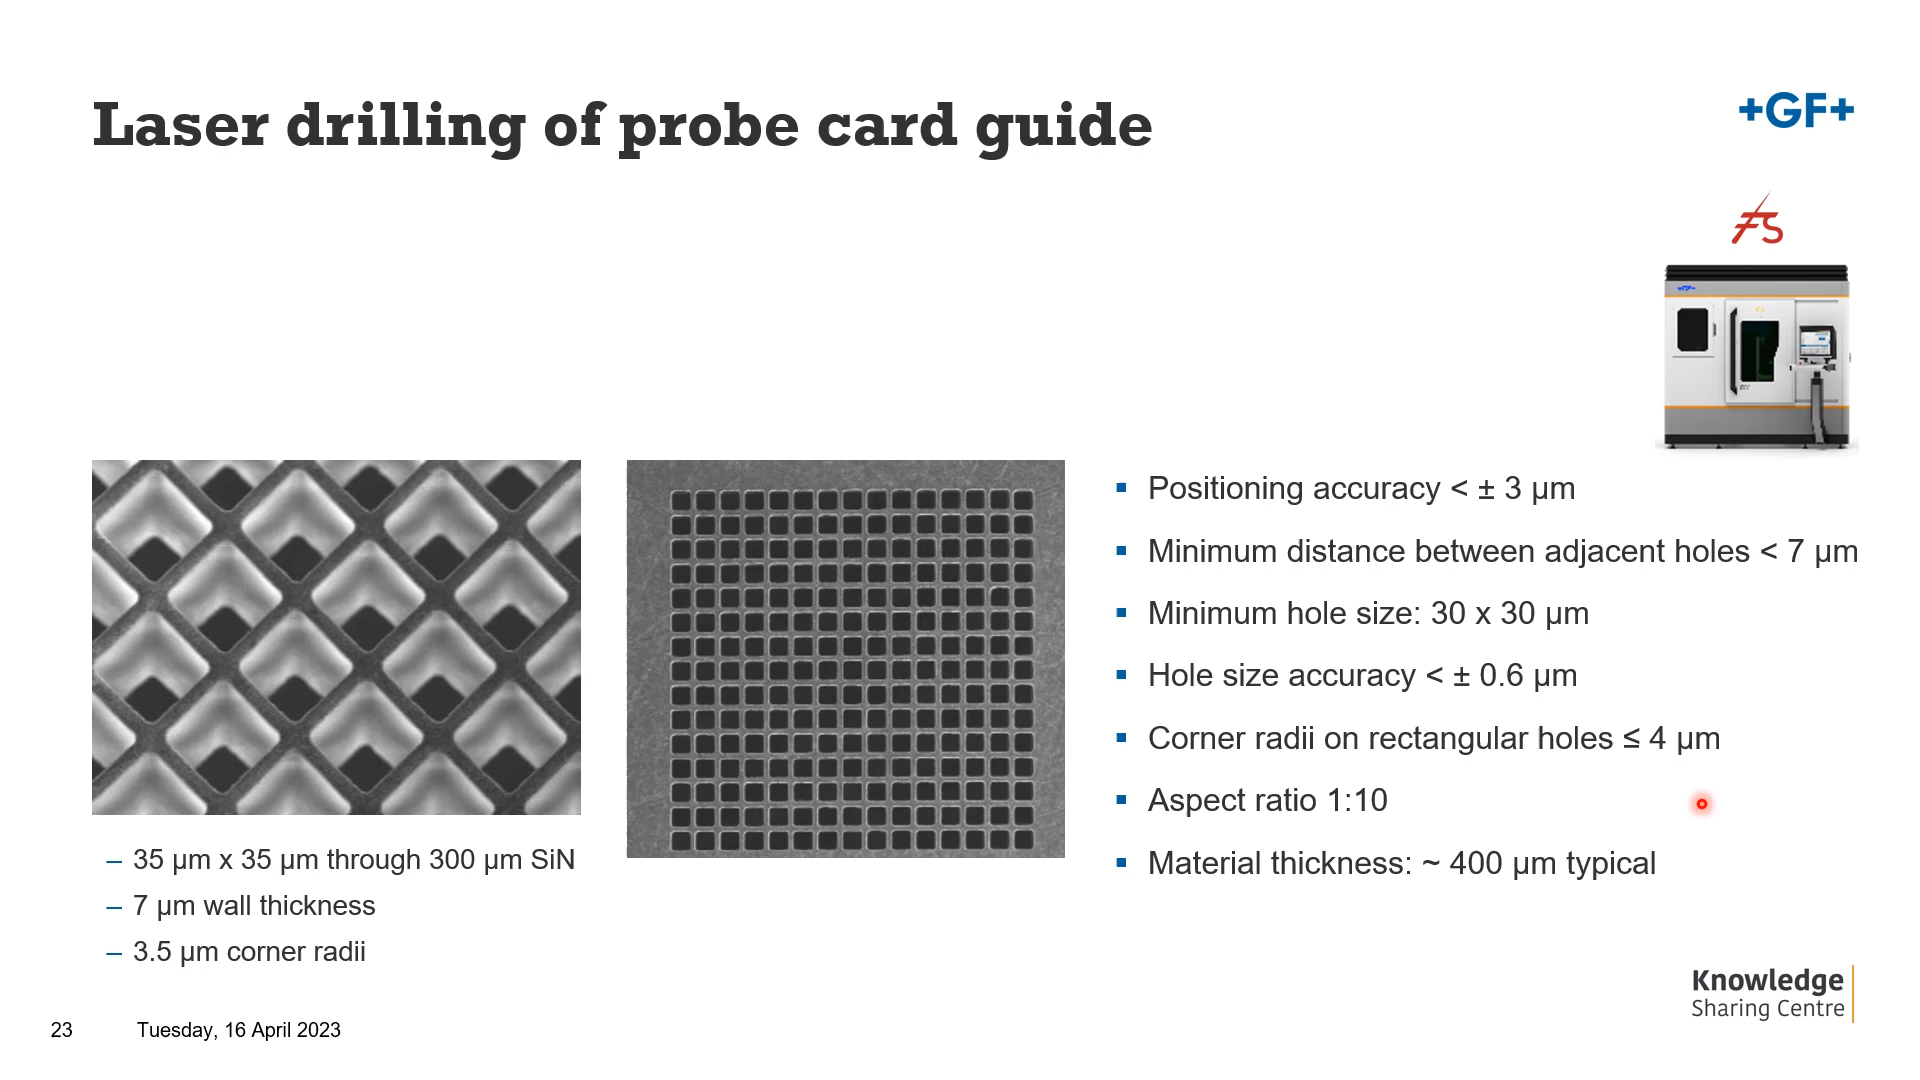 Laser drilling of probe card guide
+GF+
FS
Positioning accuracy < ± 3 µm
Minimum distance between adjacent holes < 7 µm
Minimum hole size: 30 x 30 µm
Hole size accuracy < ± 0.6 µm
Corner radii on rectangular holes ≤ 4 µm
Aspect ratio 1:10
Material thickness: ~ 400 µm typical
– 35 µm x 35 µm through 300 µm SiN
– 7 µm wall thickness
– 3.5 µm corner radii
Knowledge
Sharing Centre
23 Tuesday, 16 April 2023